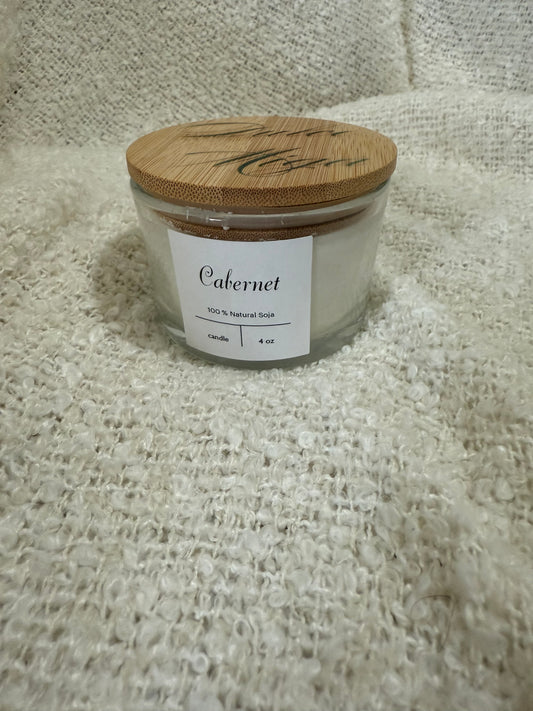 Cabernet
100 % Natural Soja
candle
4 oz